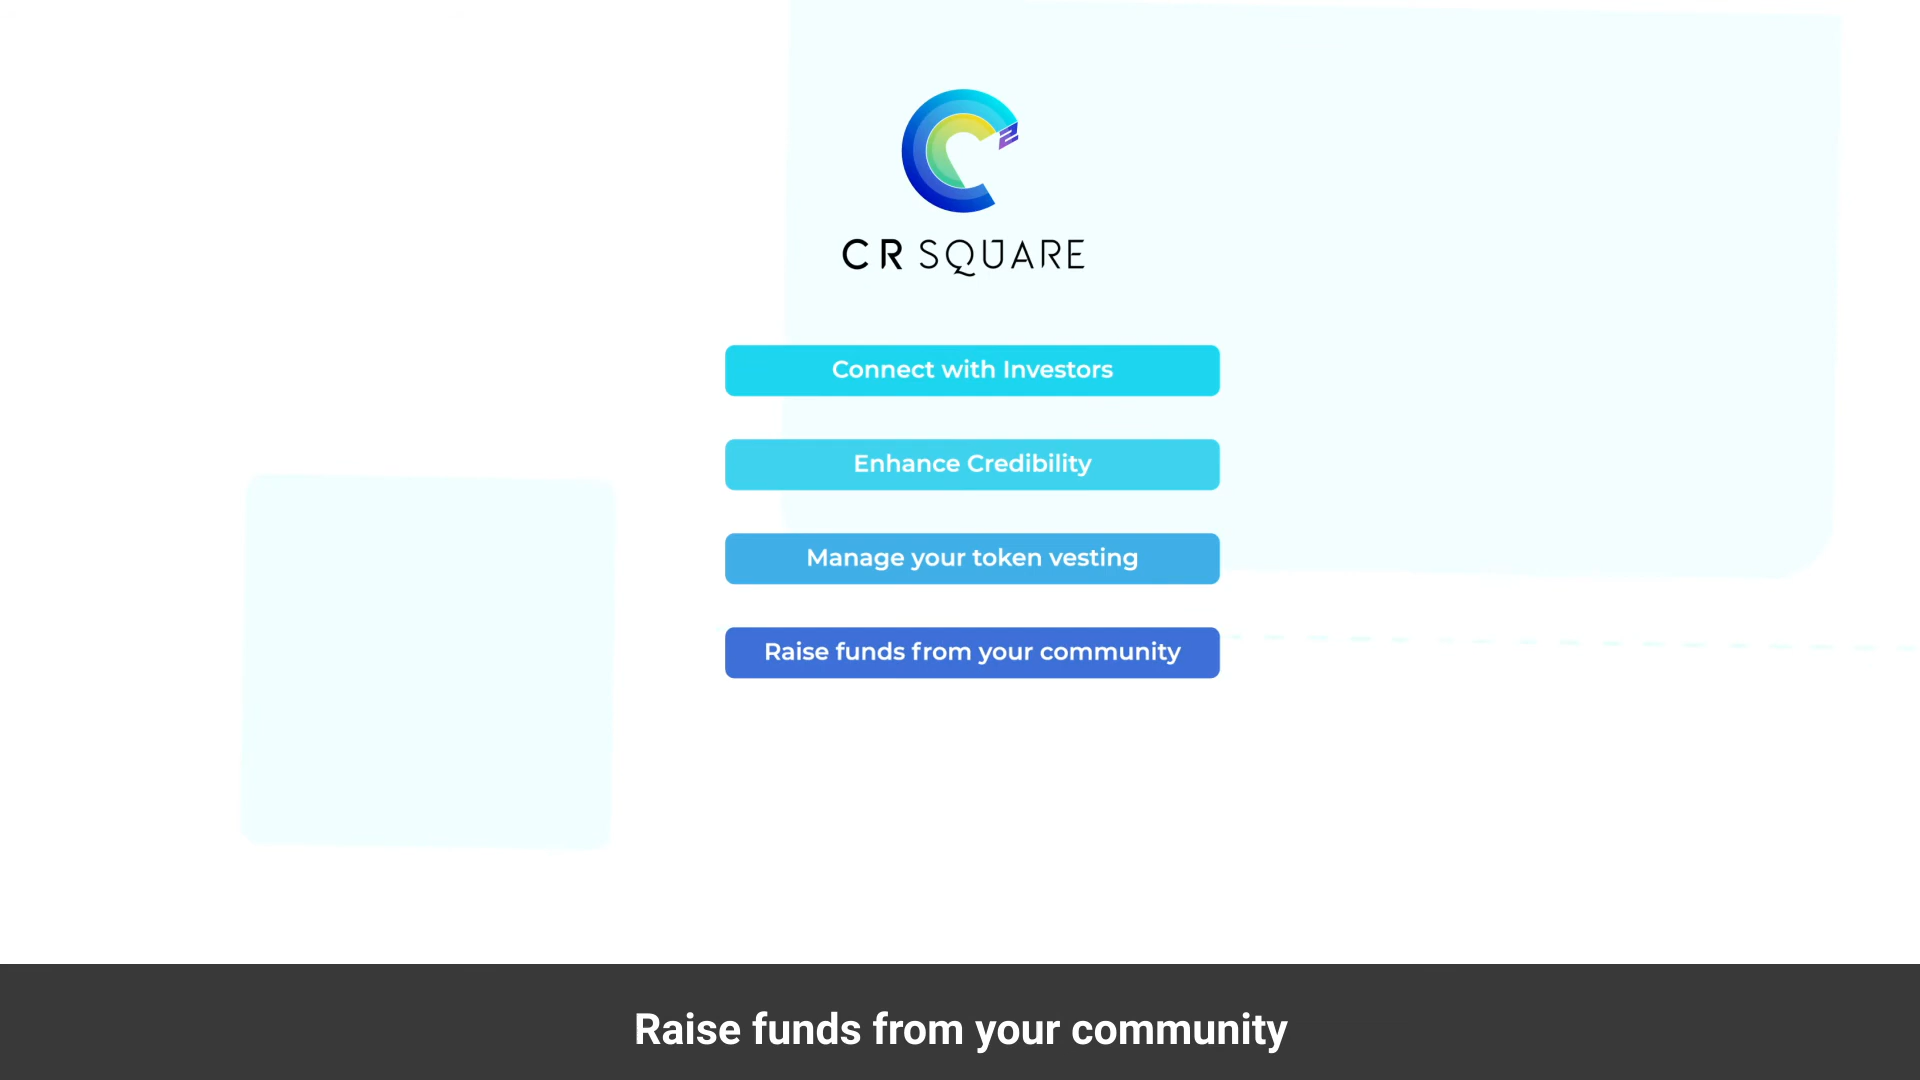 2
CR SQUARE
Connect with Investors
Enhance Credibility
Manage your token vesting
Raise funds from your community
Raise funds from your community